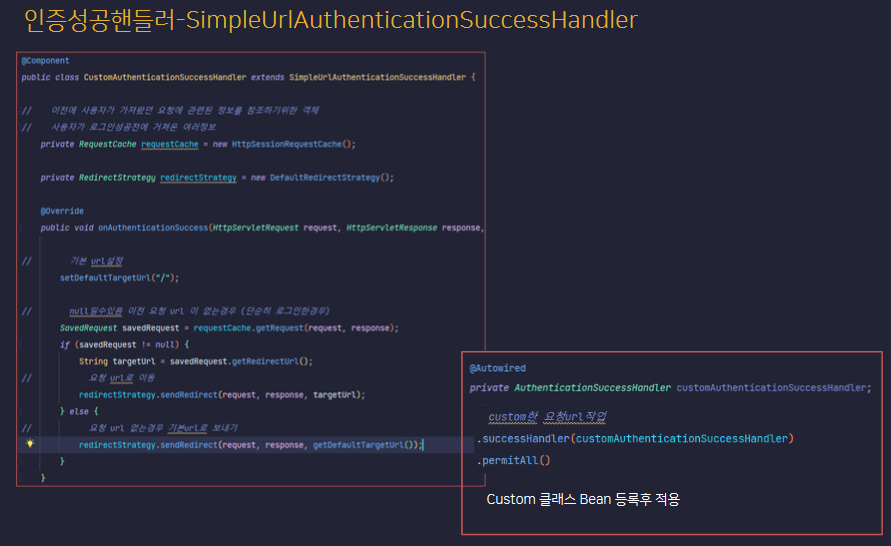 인증성공핸들러-SimpleUrlAuthenticationSuccessHandler
@Component
public class CustomAuthenticationSuccessHandler extends SimpleUrlAuthenticationSuccessHandler {
// 이전에 사용자가 가져왔던 요청에 관련된 정보를 참조하기위한 객체
// 사용자가 로그인성공전에 거쳐온 여러정보
private RequestCache requestCache = new HttpSessionRequestCache();
private RedirectStrategy redirectStrategy = new DefaultRedirectStrategy();
@Override
public void onAuthenticationSuccess(HttpServletRequest request, HttpServletResponse response,
// 기본 url설정
setDefaultTargetUrl("/");
// null일수있음 이전 요청 url 이 없는경우 (단순히 로그인한경우)
SavedRequest savedRequest = requestCache.getRequest(request, response);
if (savedRequest != null) {
String targetUrl = savedRequest.getRedirectUrl();
// 요청 url로 이동
redirectStrategy.sendRedirect(request, response, targetUrl);
} else {
// 요청 url 없는경우 기본url로 보내기
redirectStrategy.sendRedirect(request, response, getDefaultTargetUrl());
}
}
@Autowired
private AuthenticationSuccessHandler customAuthenticationSuccessHandler;
custom한 요청url작업
.successHandler(customAuthenticationSuccessHandler)
.permitAll()
Custom 클래스 Bean 등록후 적용